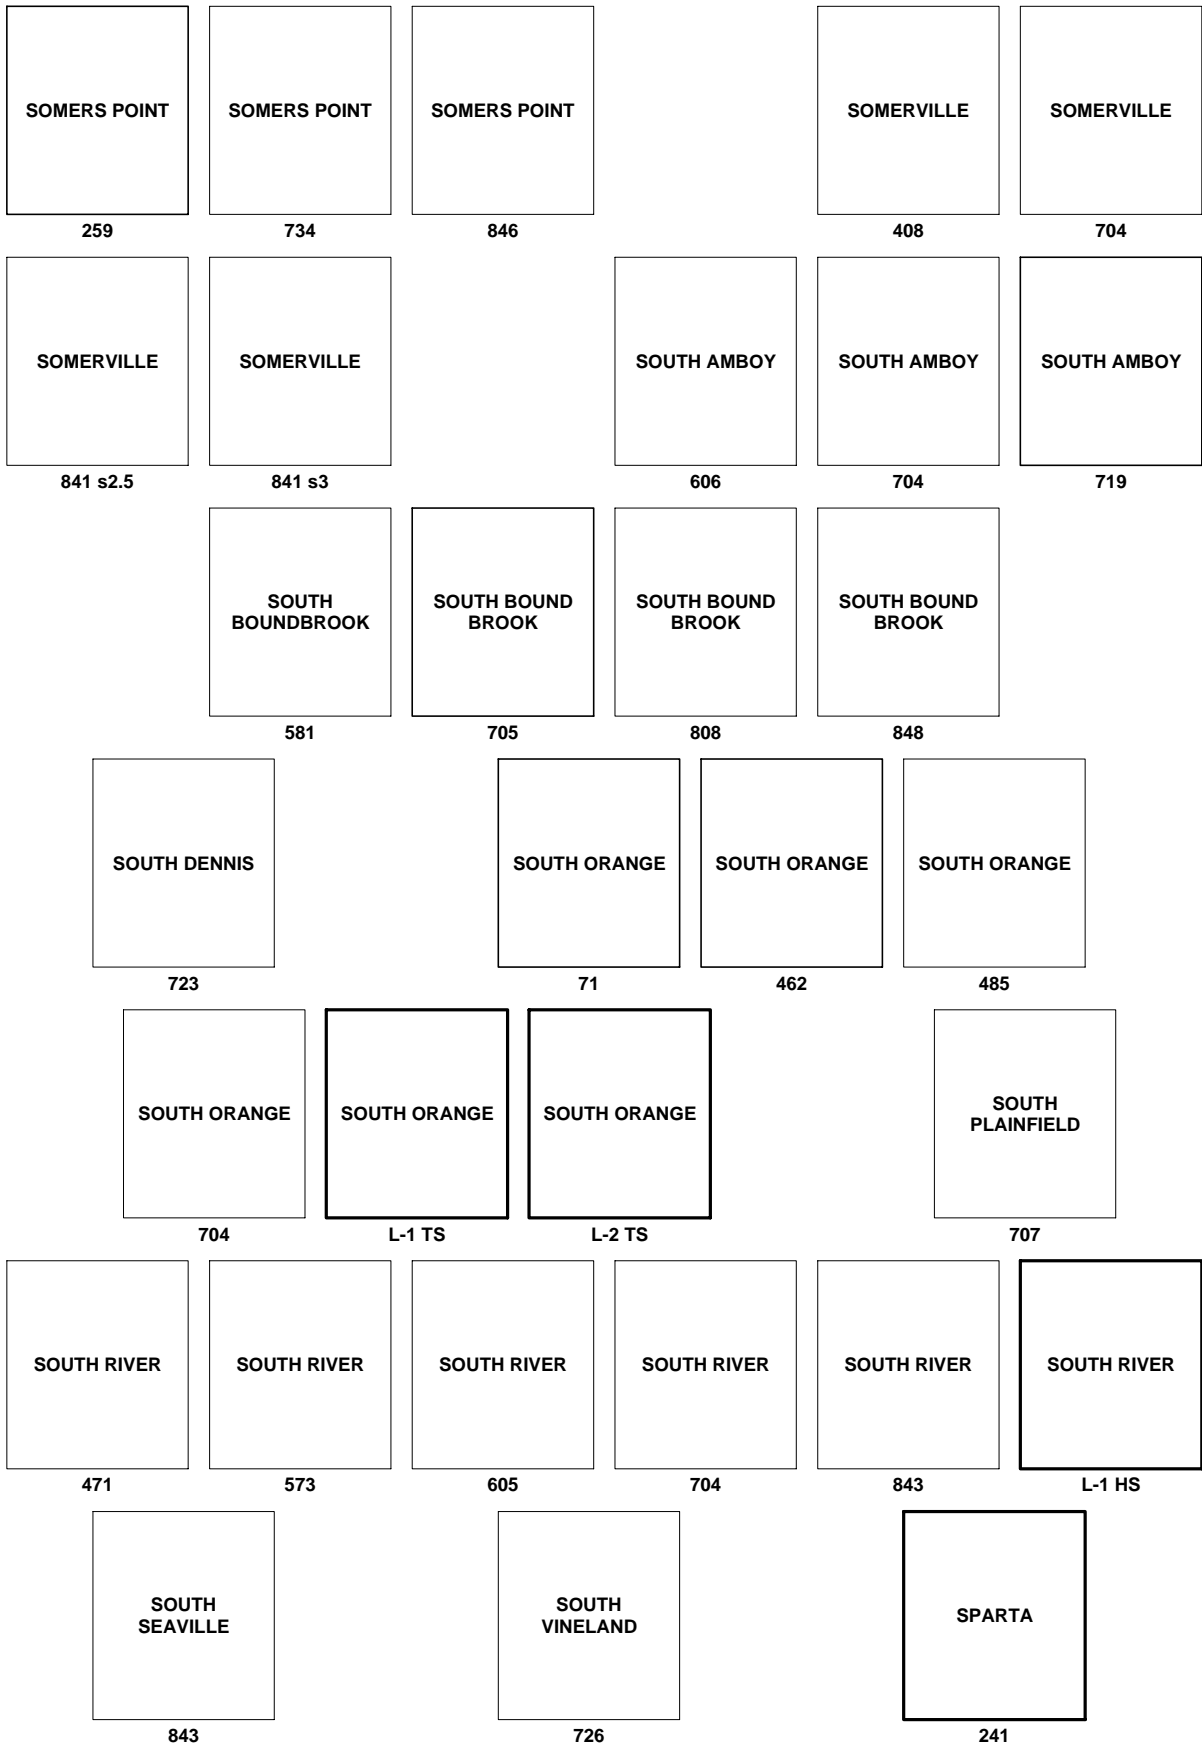 SOMERS POINT
SOMERS POINT
SOMERS POINT
SOMERVILLE
SOMERVILLE
259
734
846
408
704
SOMERVILLE
SOMERVILLE
SOUTH AMBOY
SOUTH AMBOY
SOUTH AMBOY
841 s2.5
841 s3
606
704
719
SOUTH
BOUNDBROOK
SOUTH BOUND
BROOK
SOUTH BOUND
BROOK
SOUTH BOUND
BROOK
581
705
808
848
SOUTH DENNIS
SOUTH ORANGE
SOUTH ORANGE
SOUTH ORANGE
723
71
462
485
SOUTH ORANGE
SOUTH ORANGE
SOUTH ORANGE
SOUTH
PLAINFIELD
704
L-1 TS
L-2 TS
707
SOUTH RIVER
SOUTH RIVER
SOUTH RIVER
SOUTH RIVER
SOUTH RIVER
SOUTH RIVER
471
573
605
704
843
L-1 HS
SOUTH
SEAVILLE
SOUTH
VINELAND
SPARTA
843
726
241